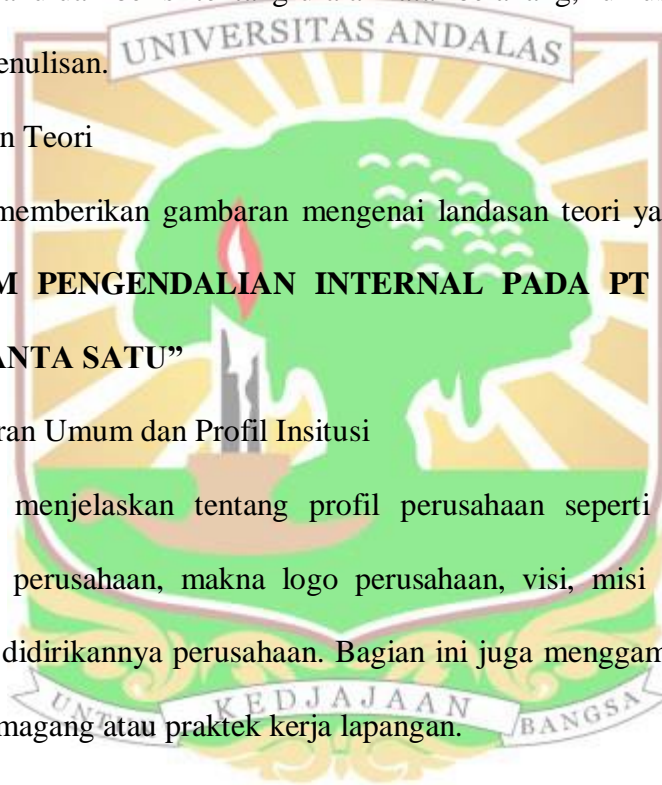 UNIVERSITAS ANDALAS
enulisan.
n Teori
memberikan gambaran mengenai landasan teori ya
M PENGENDALIAN INTERNAL PADA PT
ANTA SATU”
ran Umum dan Profil Insitusi
menjelaskan tentang profil perusahaan seperti
perusahaan, makna logo perusahaan, visi, misi
didirikannya perusahaan. Bagian ini juga menggam
magang atau praktek kerja lapangan.
UNTUK KEDJAJAAN BANGSA